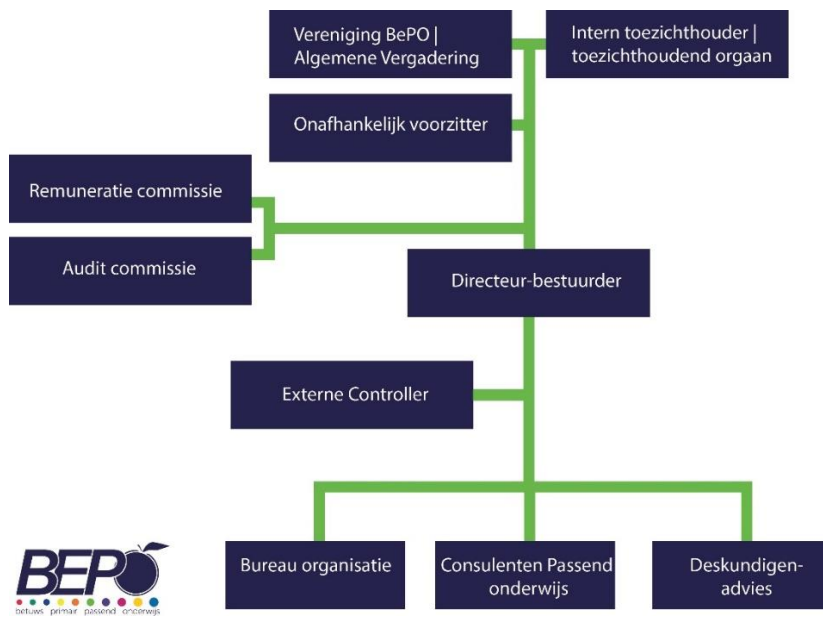 Vereniging BePO |
Algemene Vergadering
Intern toezichthouder |
toezichthoudend orgaan
Onafhankelijk voorzitter
Remuneratie commissie
Audit commissie
Directeur-bestuurder
Externe Controller
Bureau organisatie
Consulenten Passend
onderwijs
Deskundigen-
advies
BEPO
betuws primair passend onderwijs